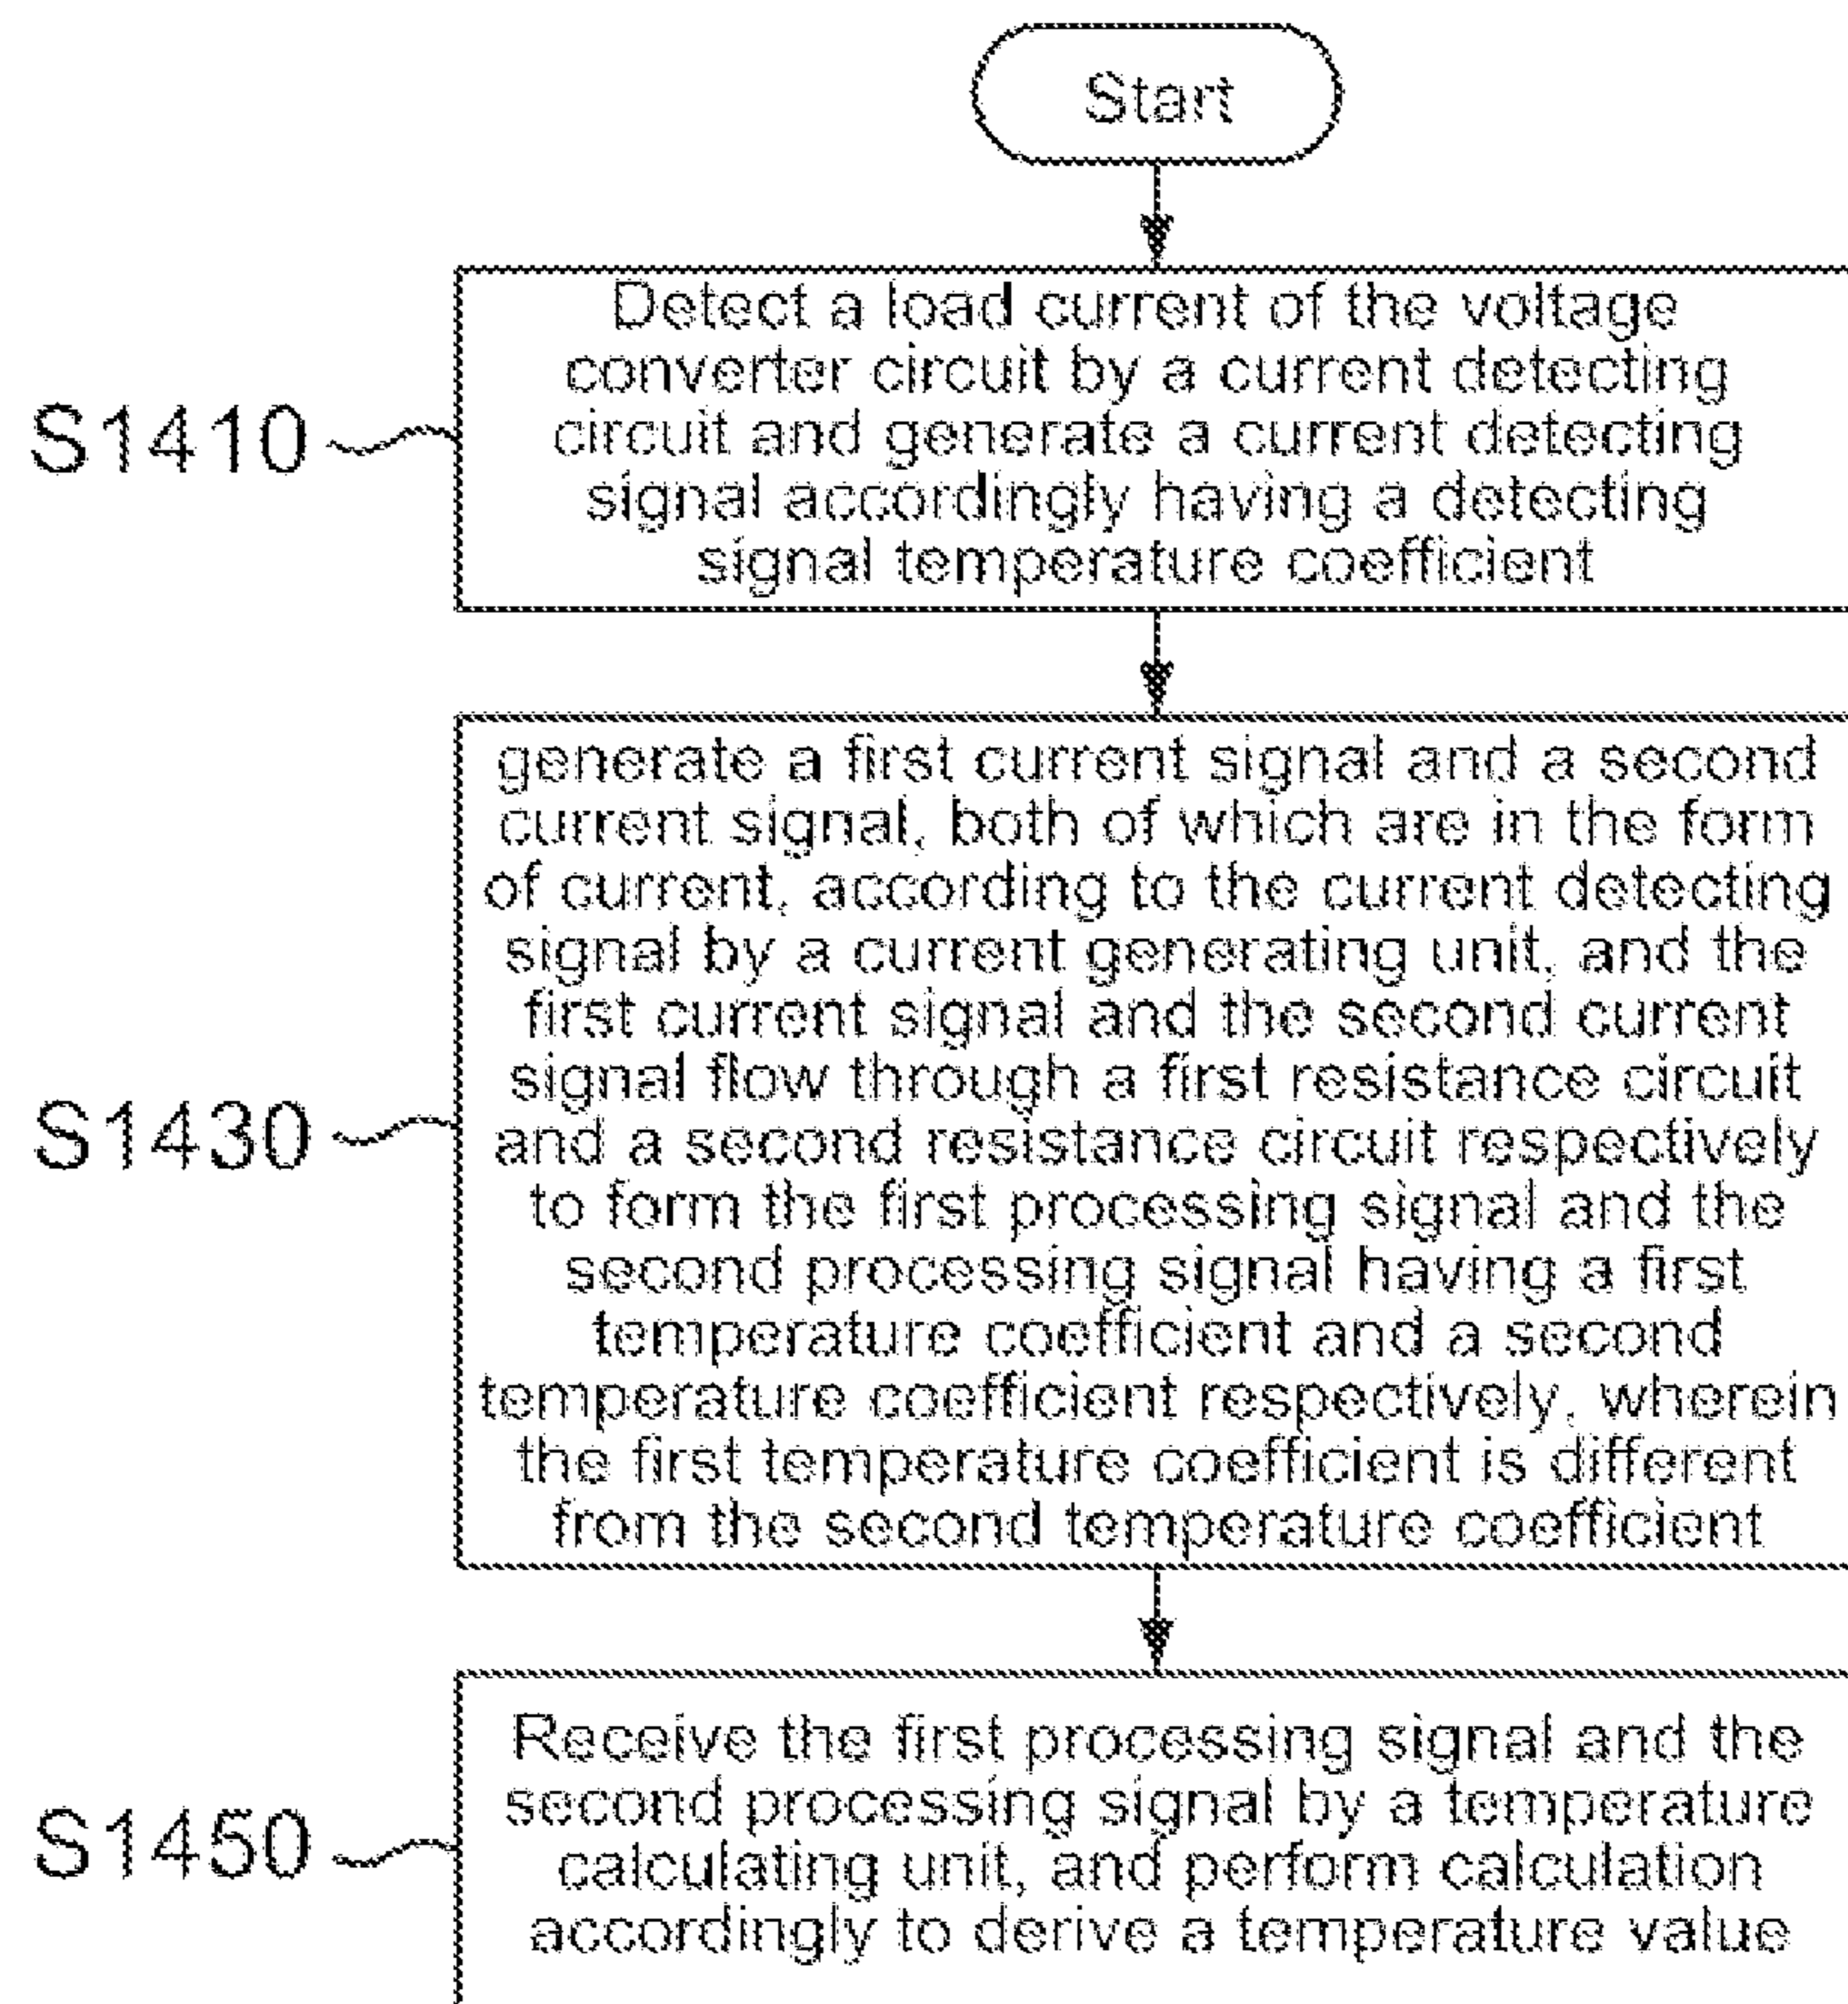 Start
Detect a load current of the voltage
converter circuit by a current detecting
circuit and generate a current detecting
signal accordingly having a detecting
signal temperature coefficient
S1410
generate a first current signal and a second
current signal, both of which are in the form
of current, according to the current detecting
signal by a current generating unit, and the
first current signal and the second current
signal flow through a first resistance circuit
and a second resistance circuit respectively
to form the first processing signal and the
second processing signal having a first
temperature coefficient and a second
temperature coefficient respectively, wherein
the first temperature coefficient is different
from the second temperature coefficient
S1430
Receive the first processing signal and the
second processing signal by a temperature
calculating unit, and perform calculation
accordingly to derive a temperature value
S1450